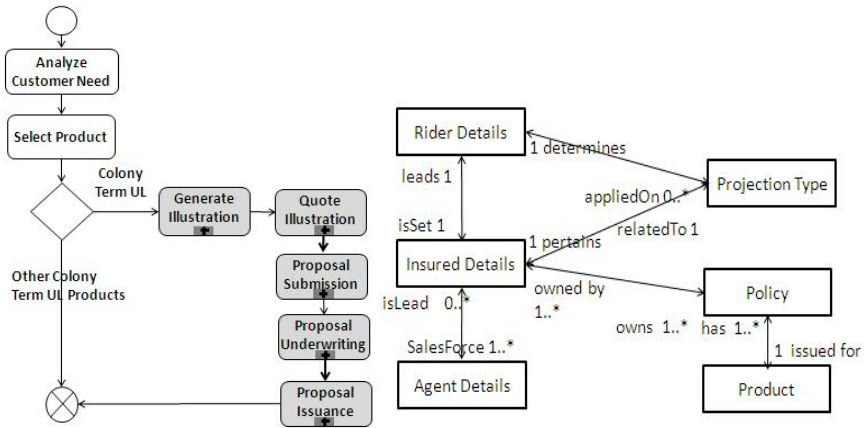 Analyze
Customer Need
Select Product
Colony
Term UL
Generate
Illustration
Quote
Illustration
Proposal
Submission
Proposal
Underwriting
Proposal
Issuance
Other Colony
Term UL Products
Rider Details
1 determines
leads 1
Projection Type
appliedOn 0..*
isSet 1
relatedTo 1
1 pertains
Insured Details
isLead 0..*
owned by
1..*
Policy
owns 1..*
has 1..*
SalesForce 1..*
1 issued for
Agent Details
Product